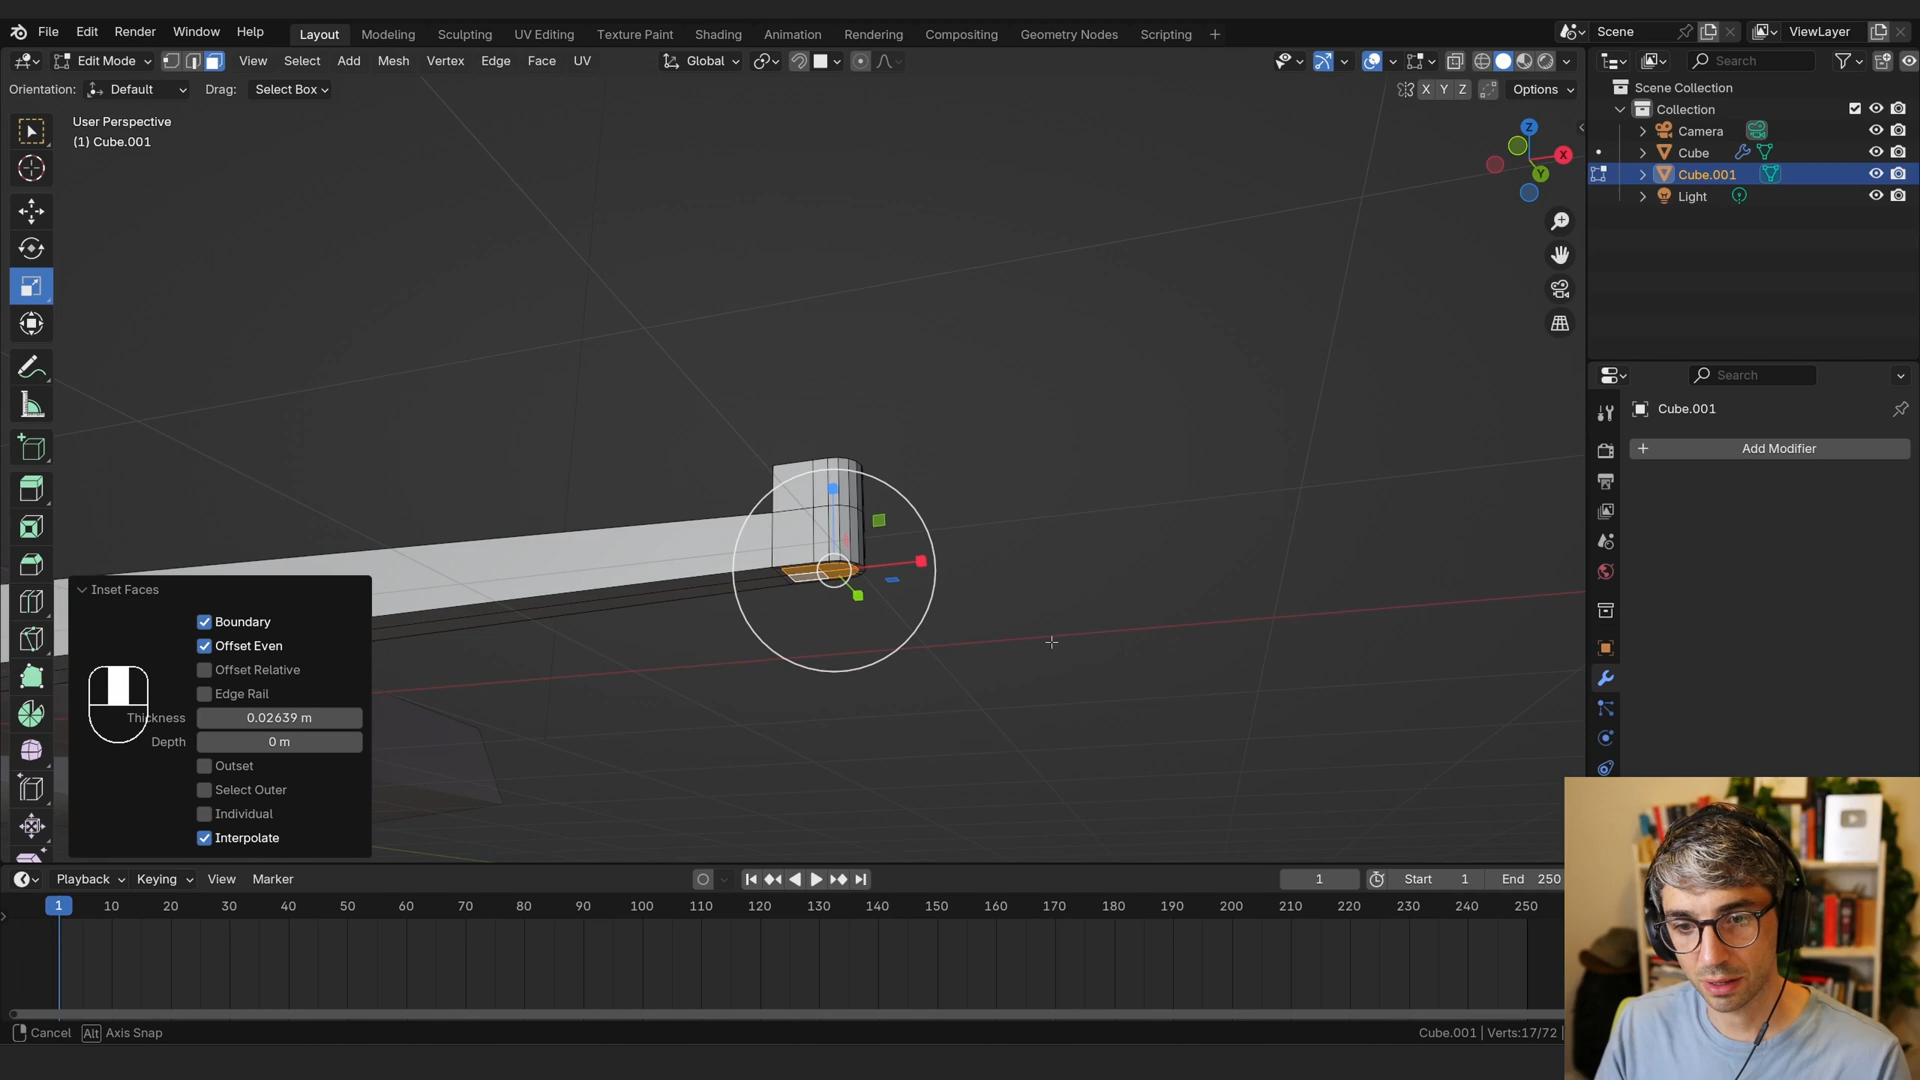 File Edit Render Window Help Layout Modeling Sculpting UV Editing Texture Paint Shading Animation Rendering Compositing Geometry Nodes Scripting + Scene ViewLayer
Edit Mode View Select Add Mesh Vertex Edge Face UV Global Search
Orientation: Default Drag: Select Box X Y Z Options Scene Collection
Collection
User Perspective
(1) Cube.001
Camera
Cube
Cube.001
Light
Z
X
Y
Search
Cube.001
+ Add Modifier
Inset Faces
Boundary
Offset Even
Offset Relative
Edge Rail
Thickness 0.02639 m
Depth 0 m
Outset
Select Outer
Individual
Interpolate
Playback Keying View Marker 1 Start 1 End 250
1 10 20 30 40 50 60 70 80 90 100 110 120 130 140 150 160 170 180 190 200 210 220 230 240 250
Cancel Alt Axis Snap Cube.001 | Verts:17/72 |